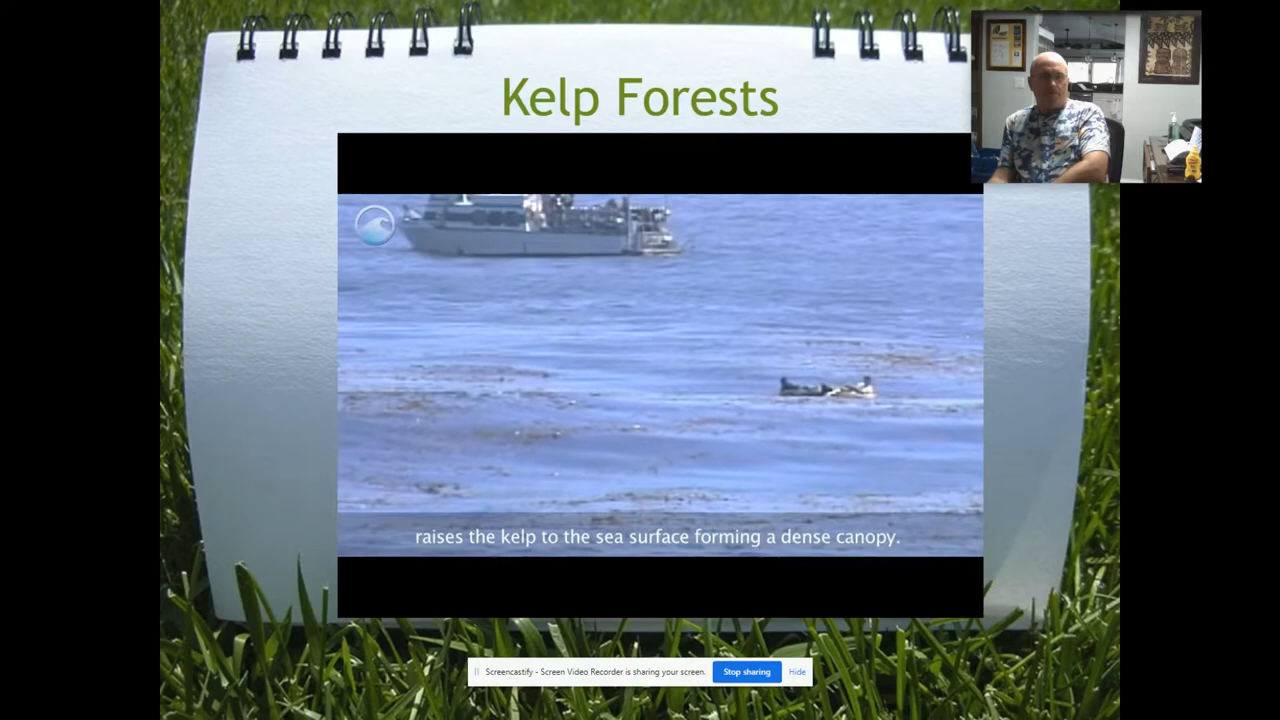 Kelp Forests
raises the kelp to the sea surface forming a dense canopy.
Screencastify - Screen Video Recorder is sharing your screen.
Stop sharing
Hide